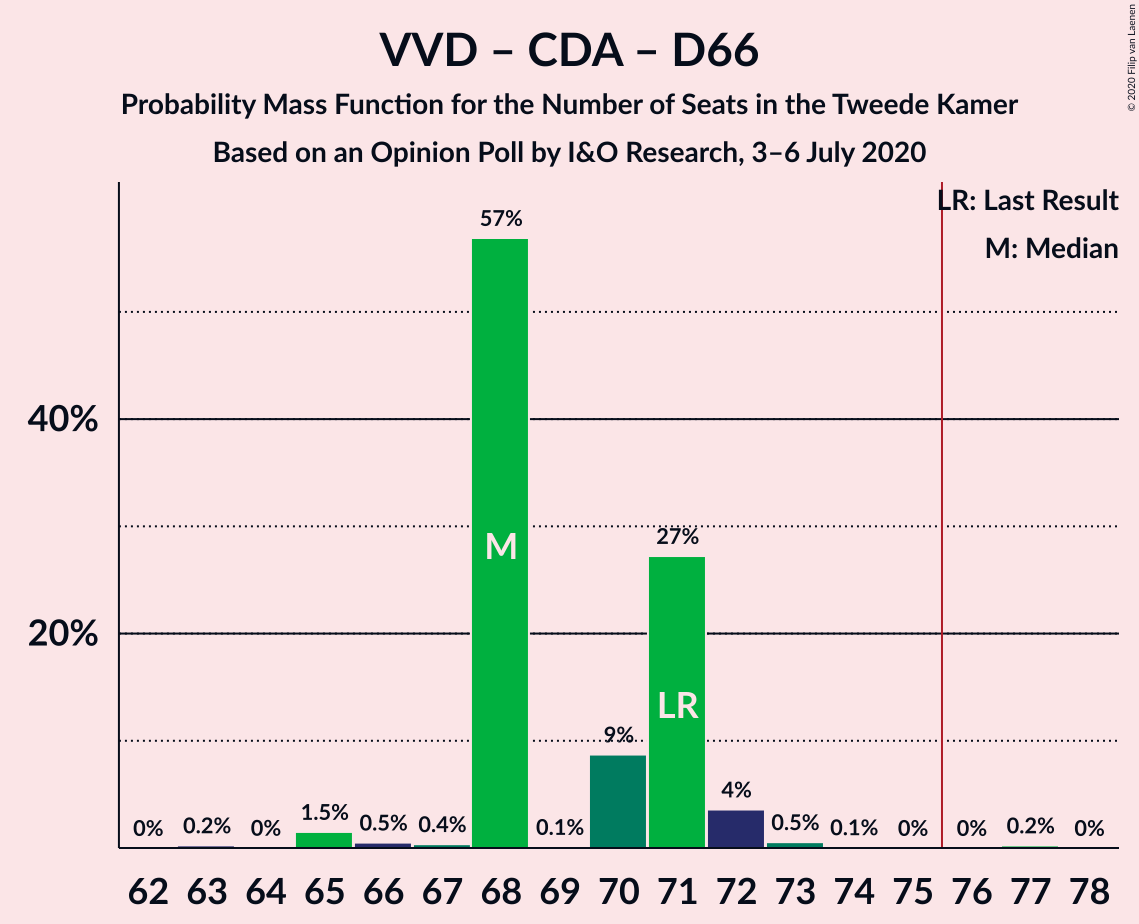 VVD – CDA – D66
Probability Mass Function for the Number of Seats in the Tweede Kamer
Based on an Opinion Poll by I&O Research, 3–6 July 2020
© 2020 Filip van Laenen
LR: Last Result
M: Median
40%
20%
0%
0.2%
0%
1.5%
0.5%
0.4%
57%
0.1%
9%
27%
4%
0.5%
0.1%
0%
0%
0.2%
0%
M
LR
62 63 64 65 66 67 68 69 70 71 72 73 74 75 76 77 78